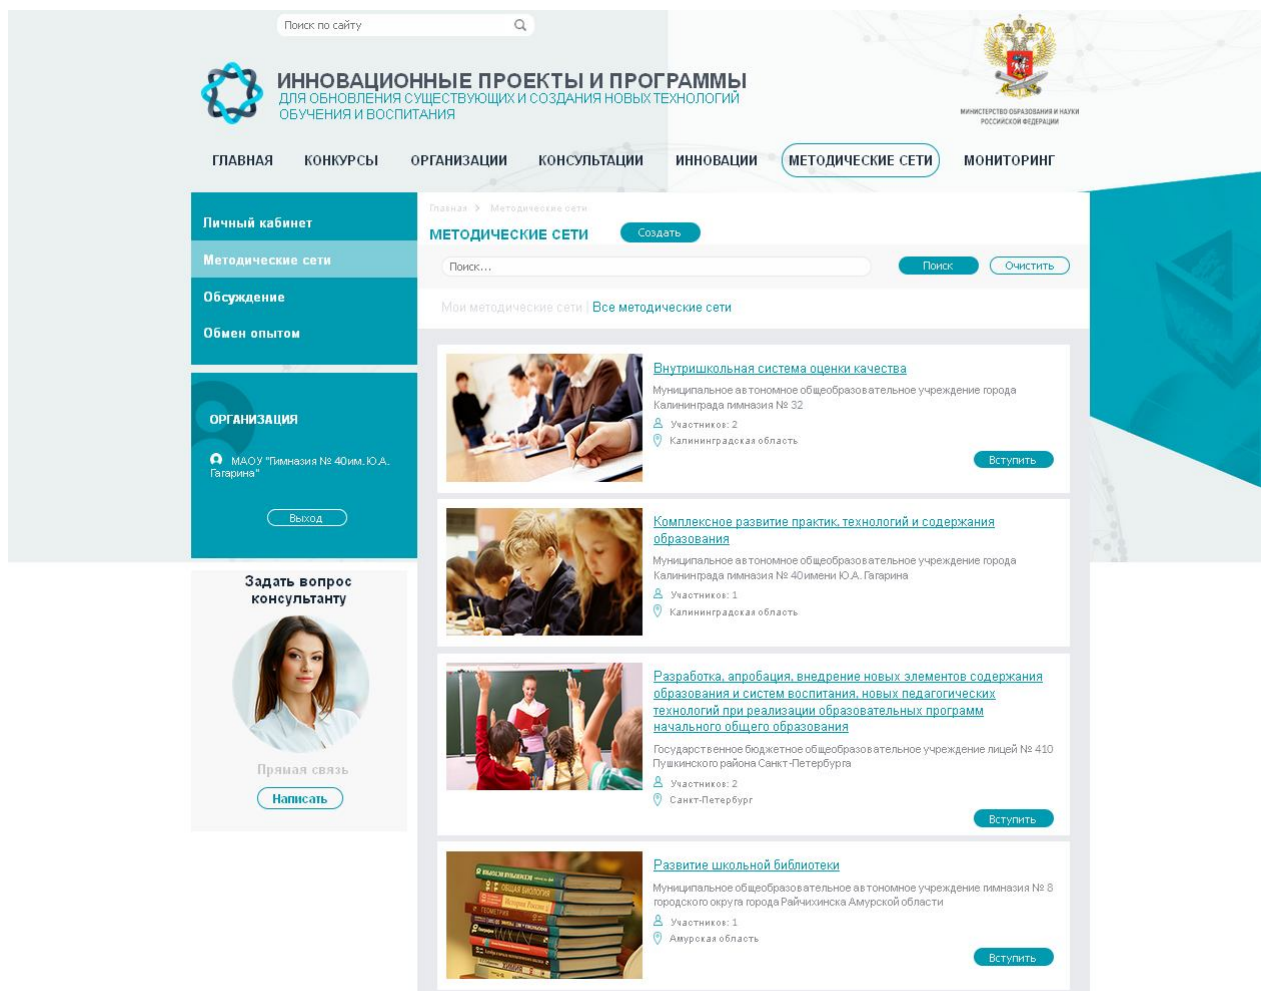 Поиск по сайту
ИННОВАЦИОННЫЕ ПРОЕКТЫ И ПРОГРАММЫ
ДЛЯ ОБНОВЛЕНИЯ СУЩЕСТВУЮЩИХ И СОЗДАНИЯ НОВЫХ ТЕХНОЛОГИЙ
ОБУЧЕНИЯ И ВОСПИТАНИЯ
МИНИСТЕРСТВО ОБРАЗОВАНИЯ И НАУКИ
РОССИЙСКОЙ ФЕДЕРАЦИИ
ГЛАВНАЯ КОНКУРСЫ ОРГАНИЗАЦИИ КОНСУЛЬТАЦИИ ИННОВАЦИИ МЕТОДИЧЕСКИЕ СЕТИ МОНИТОРИНГ
Личный кабинет
Методические сети
Обсуждение
Обмен опытом
ОРГАНИЗАЦИЯ
МАОУ "Гимназия № 40им.Ю.А.
Гагарина"
Выход
Задать вопрос
консультанту
Прямая связь
Написать
Главная > Методические сети
МЕТОДИЧЕСКИЕ СЕТИ Создать
Поиск... Поиск Очистить
Мои методические сети | Все методические сети
Внутришкольная система оценки качества
Муниципальное автономное общеобразовательное учреждение города
Калининграда гимназия № 32
Участников: 2
Калининградская область
Вступить
Комплексное развитие практик, технологий и содержания
образования
Муниципальное автономное общеобразовательное учреждение города
Калининграда гимназия № 40имени Ю.А. Гагарина
Участников: 1
Калининградская область
Разработка, апробация, внедрение новых элементов содержания
образования и систем воспитания, новых педагогических
технологий при реализации образовательных программ
начального общего образования
Государственное бюджетное общеобразовательное учреждение лицей № 410
Пушкинского района Санкт-Петербурга
Участников: 2
Санкт-Петербург
Вступить
Развитие школьной библиотеки
Муниципальное общеобразовательное автономное учреждение гимназия № 8
городского округа города Райчихинска Амурской области
Участников: 1
Амурская область
Вступить
ОБЩАЯ БИОЛОГИЯ
ГЕОМЕТРИЯ
ХИМИЯ